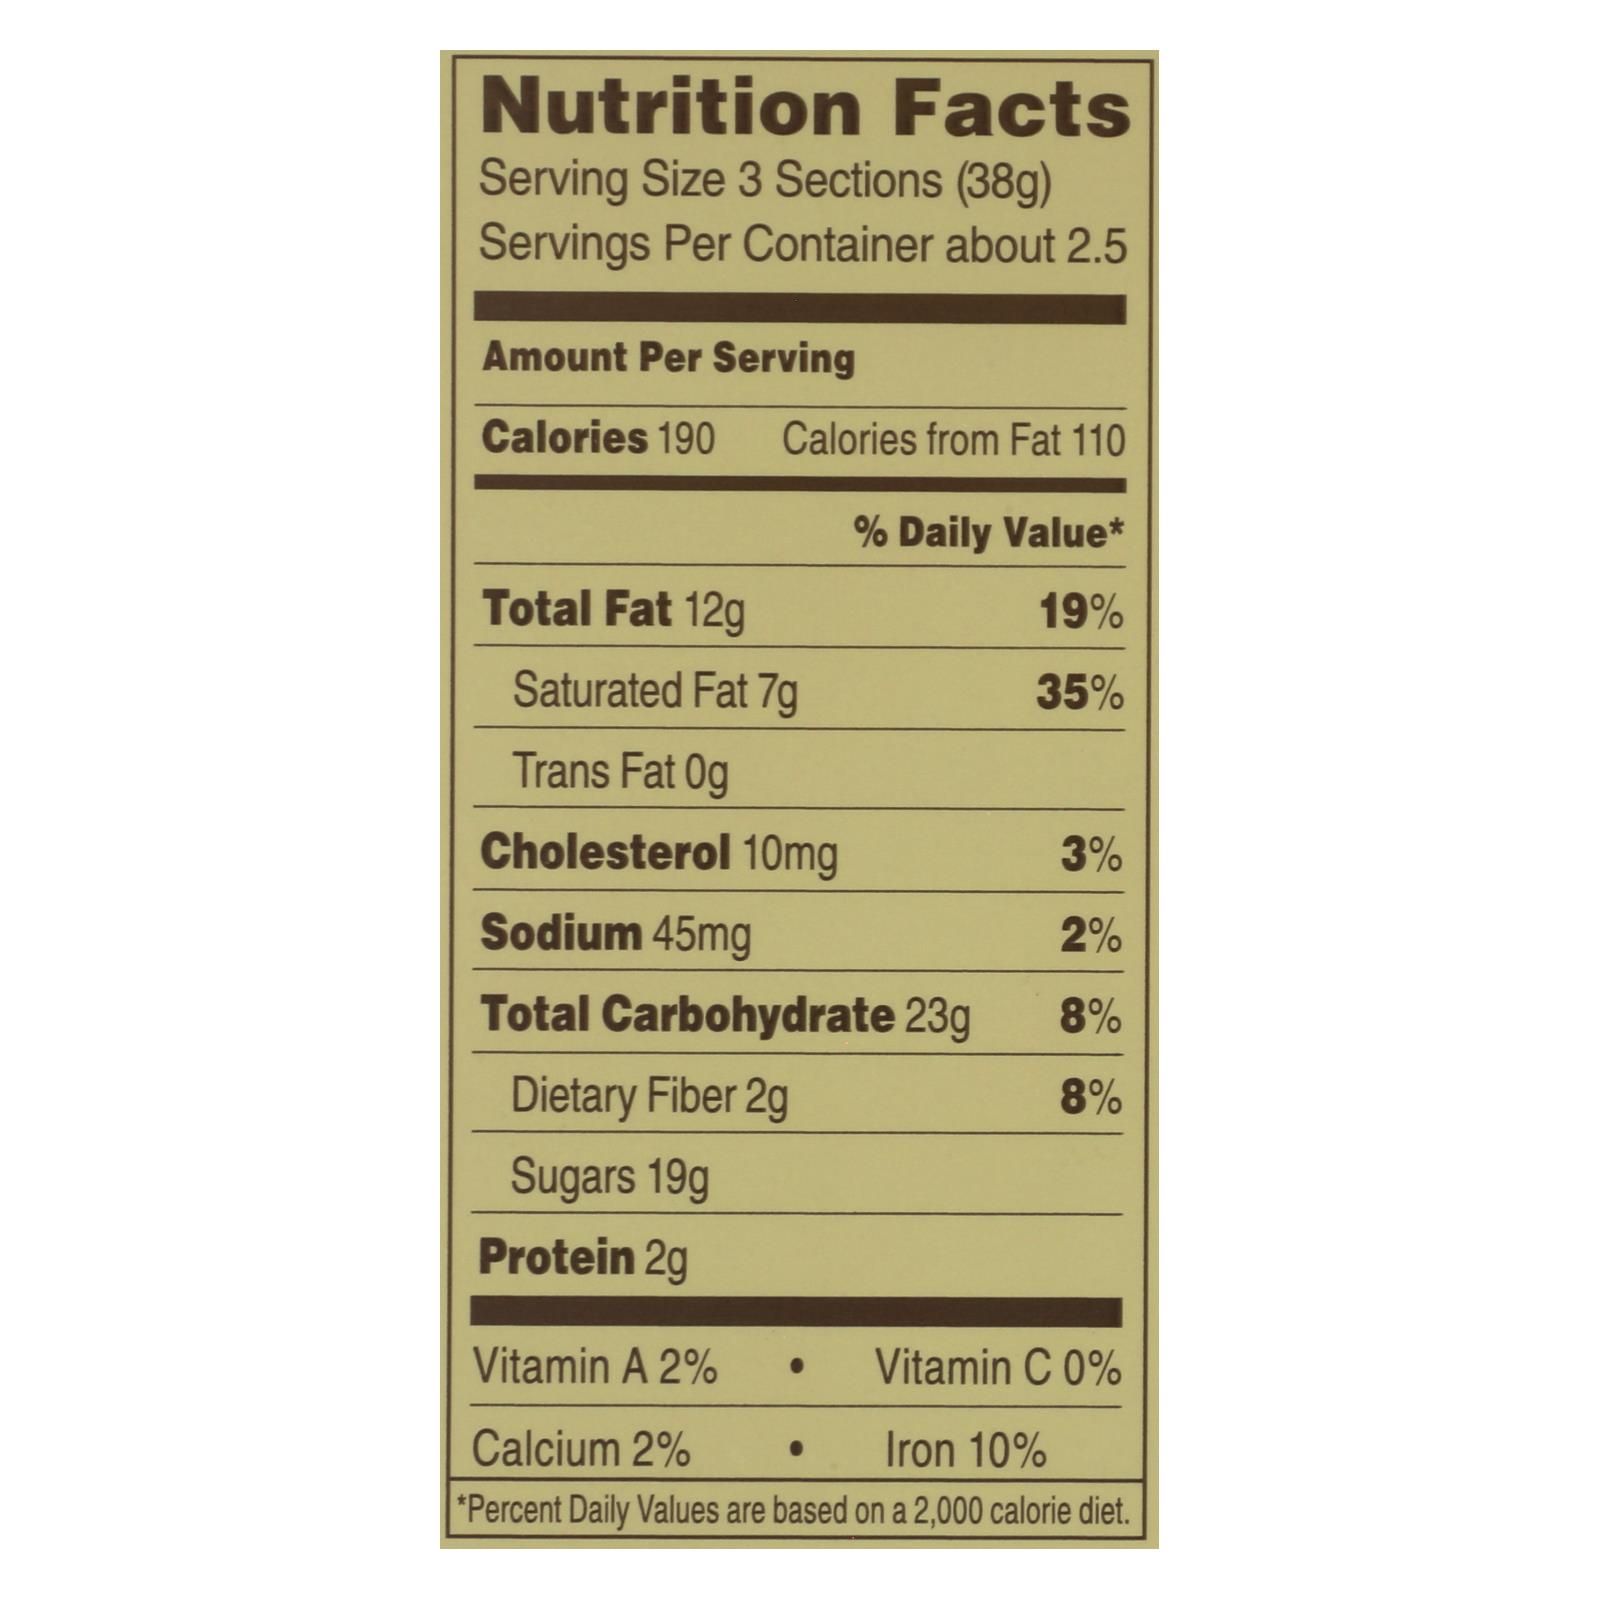 Nutrition Facts
Serving Size 3 Sections (38g)
Servings Per Container about 2.5
Amount Per Serving
Calories 190 Calories from Fat 110
% Daily Value*
Total Fat 12g 19%
Saturated Fat 7g 35%
Trans Fat 0g
Cholesterol 10mg 3%
Sodium 45mg 2%
Total Carbohydrate 23g 8%
Dietary Fiber 2g 8%
Sugars 19g
Protein 2g
Vitamin A 2% • Vitamin C 0%
Calcium 2% • Iron 10%
*Percent Daily Values are based on a 2,000 calorie diet.